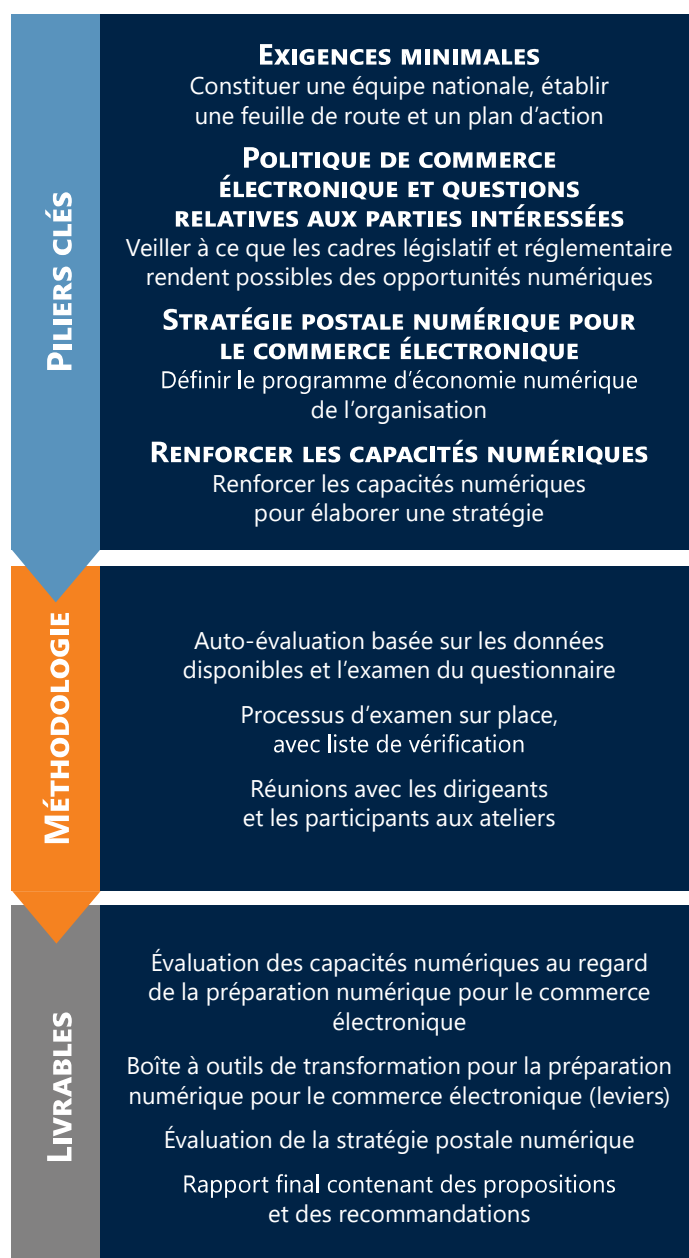 PILIERS CLÉS
EXIGENCES MINIMALES
Constituer une équipe nationale, établir
une feuille de route et un plan d'action
POLITIQUE DE COMMERCE
ÉLECTRONIQUE ET QUESTIONS
RELATIVES AUX PARTIES INTÉRESSÉES
Veiller à ce que les cadres législatif et réglementaire
rendent possibles des opportunités numériques
STRATÉGIE POSTALE NUMÉRIQUE POUR
LE COMMERCE ÉLECTRONIQUE
Définir le programme d'économie numérique
de l'organisation
RENFORCER LES CAPACITÉS NUMÉRIQUES
Renforcer les capacités numériques
pour élaborer une stratégie
MÉTHODOLOGIE
Auto-évaluation basée sur les données
disponibles et l'examen du questionnaire
Processus d'examen sur place,
avec liste de vérification
Réunions avec les dirigeants
et les participants aux ateliers
LIVRABLES
Évaluation des capacités numériques au regard
de la préparation numérique pour le commerce
électronique
Boîte à outils de transformation pour la préparation
numérique pour le commerce électronique (leviers)
Évaluation de la stratégie postale numérique
Rapport final contenant des propositions
et des recommandations